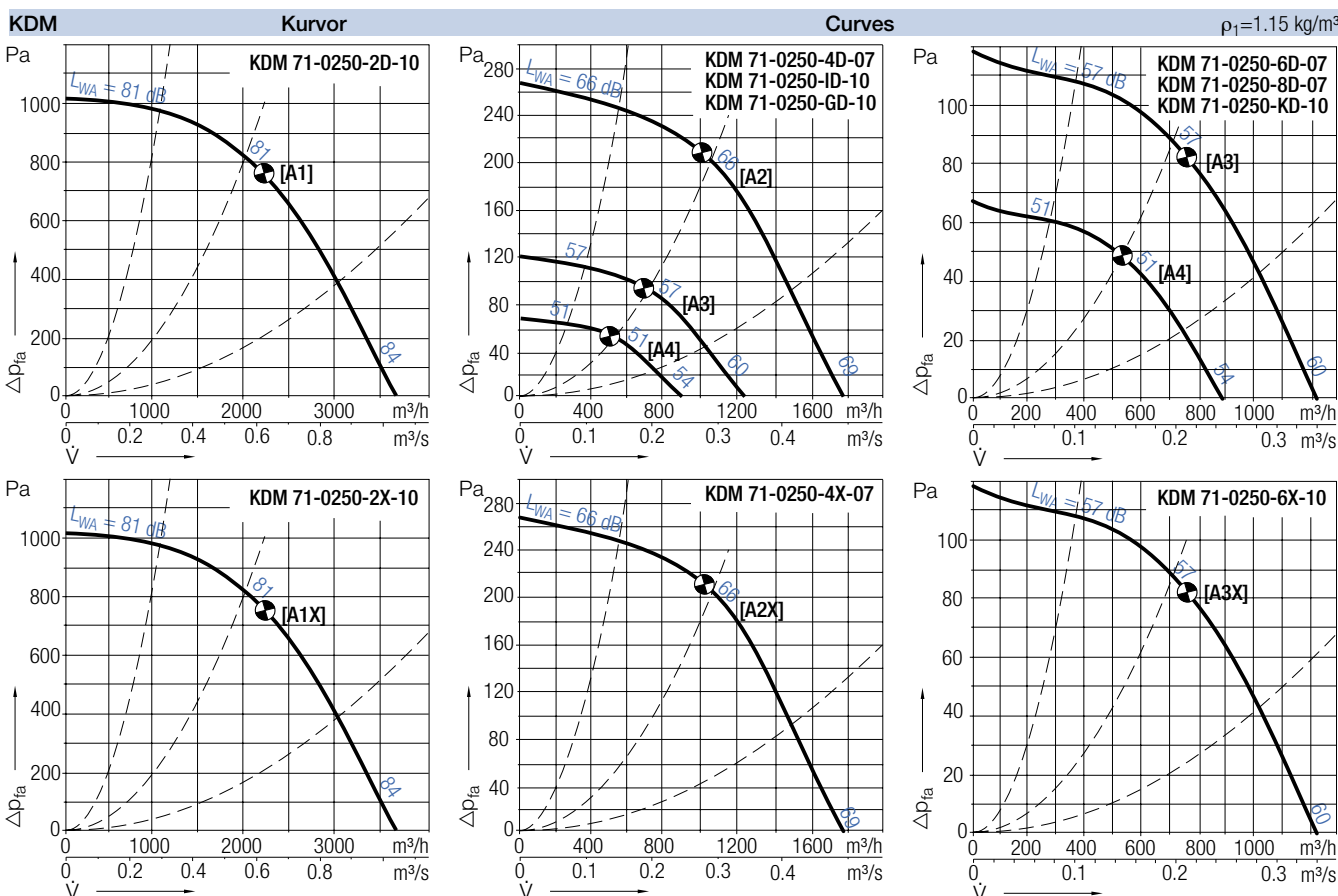 KDM Kurvor Curves ρ1=1.15 kg/m³
Pa
KDM 71-0250-2D-10
LWA = 81 dB
81
[A1]
84
1000
800
600
400
200
0
Δpfa
0 1000 2000 3000 m³/h
0 0.2 0.4 0.6 0.8 m³/s
V̇
Pa
KDM 71-0250-4D-07
KDM 71-0250-ID-10
KDM 71-0250-GD-10
LWA = 66 dB
66
[A2]
69
57
57
[A3]
60
51
51
[A4]
54
280
240
200
160
120
80
40
0
Δpfa
0 400 800 1200 1600 m³/h
0 0.1 0.2 0.3 0.4 m³/s
V̇
KDM 71-0250-6D-07
KDM 71-0250-8D-07
KDM 71-0250-KD-10
Pa
LWA = 57 dB
57
[A3]
60
51
51
[A4]
54
100
80
60
40
20
0
Δpfa
0 200 400 600 800 1000 m³/h
0 0.1 0.2 0.3 m³/s
V̇
Pa
KDM 71-0250-2X-10
LWA = 81 dB
81
[A1X]
84
1000
800
600
400
200
0
Δpfa
0 1000 2000 3000 m³/h
0 0.2 0.4 0.6 0.8 m³/s
V̇
Pa
KDM 71-0250-4X-07
LWA = 66 dB
66
[A2X]
69
280
240
200
160
120
80
40
0
Δpfa
0 400 800 1200 1600 m³/h
0 0.1 0.2 0.3 0.4 m³/s
V̇
Pa
KDM 71-0250-6X-10
LWA = 57 dB
57
[A3X]
60
100
80
60
40
20
0
Δpfa
0 200 400 600 800 1000 m³/h
0 0.1 0.2 0.3 m³/s
V̇